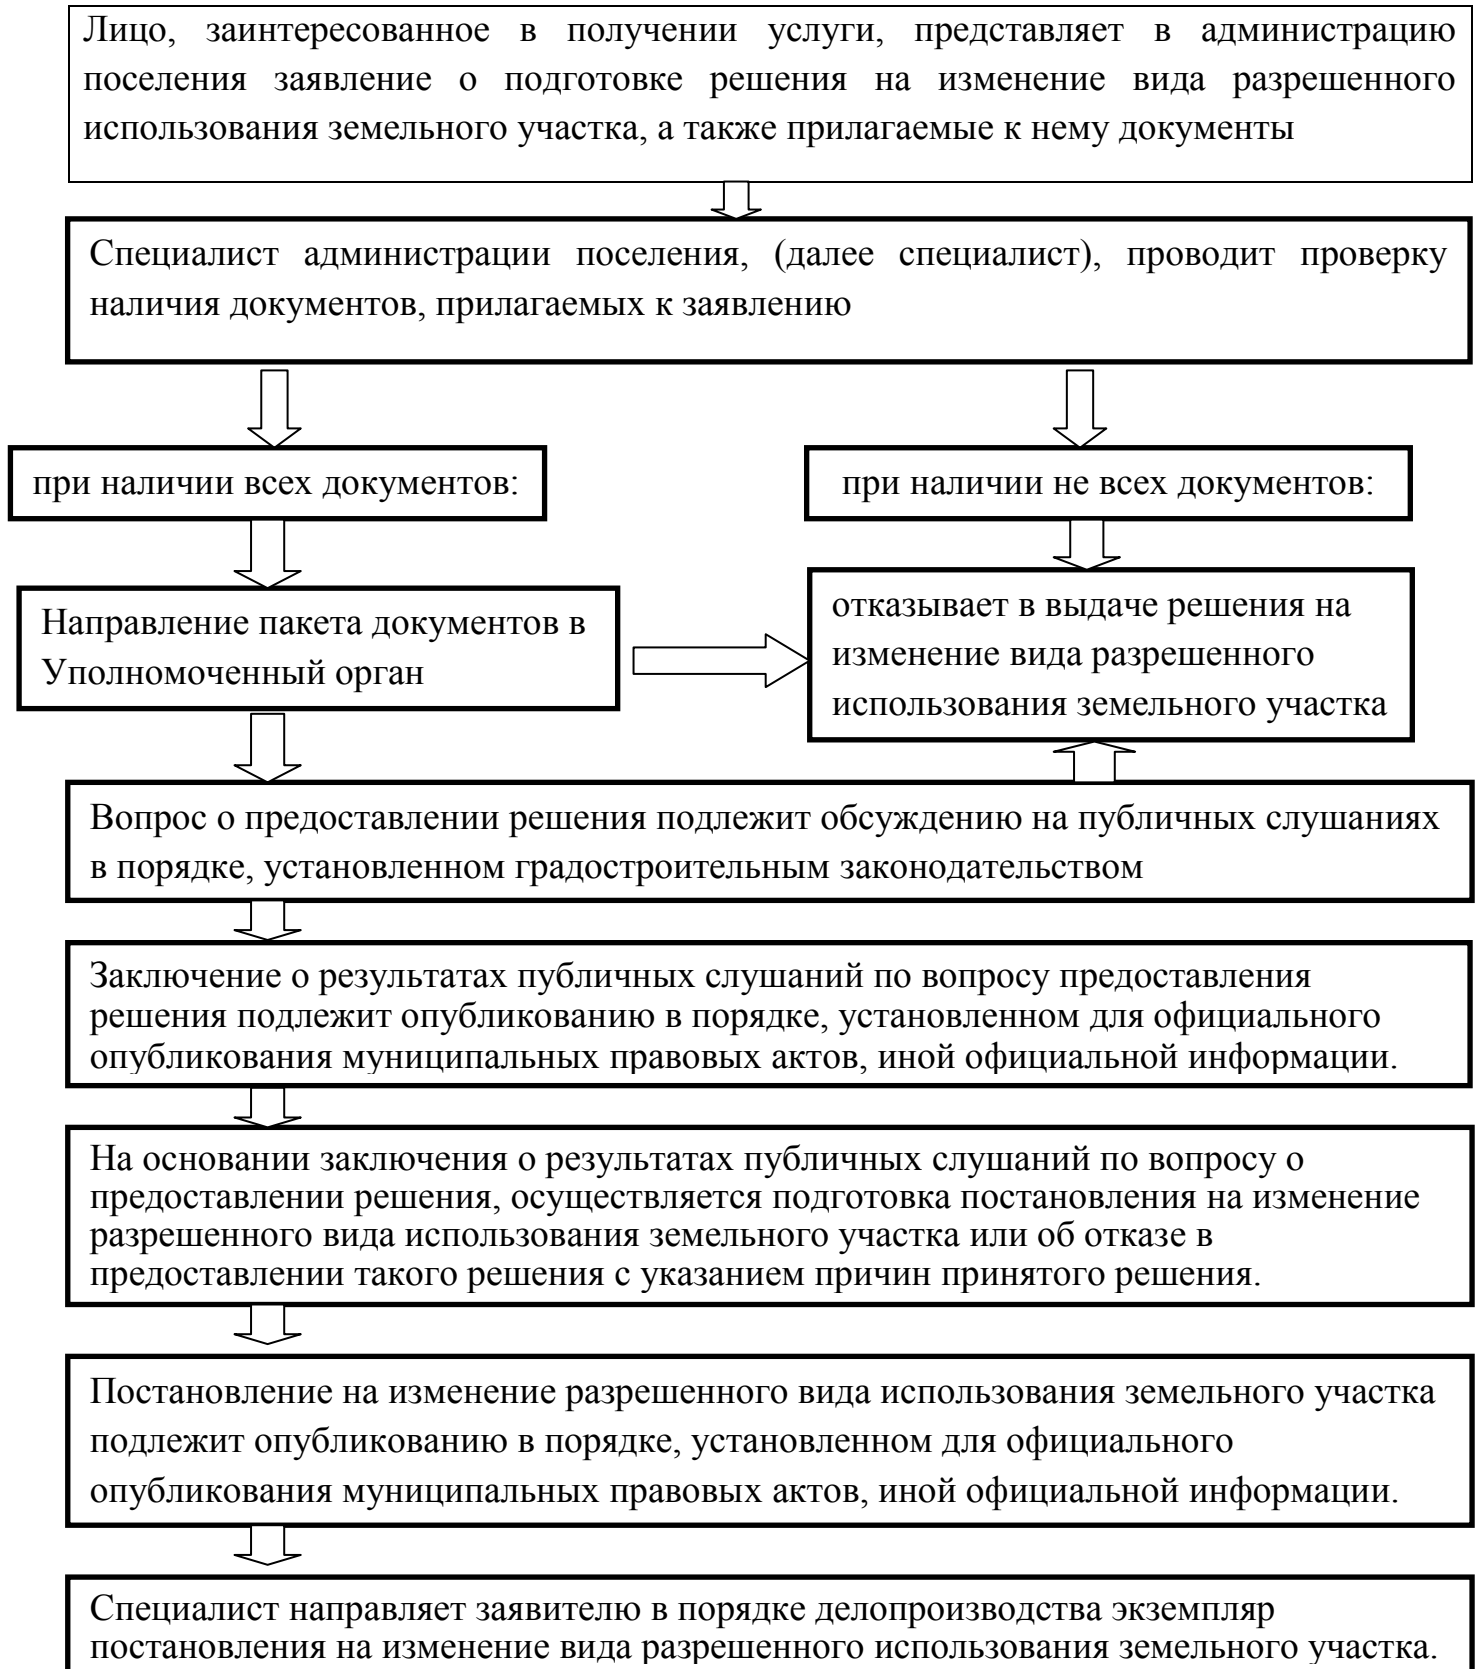 Лицо, заинтересованное в получении услуги, представляет в администрацию
поселения заявление о подготовке решения на изменение вида разрешенного
использования земельного участка, а также прилагаемые к нему документы
Специалист администрации поселения, (далее специалист), проводит проверку
наличия документов, прилагаемых к заявлению
при наличии всех документов:
при наличии не всех документов:
Направление пакета документов в
Уполномоченный орган
отказывает в выдаче решения на
изменение вида разрешенного
использования земельного участка
Вопрос о предоставлении решения подлежит обсуждению на публичных слушаниях
в порядке, установленном градостроительным законодательством
Заключение о результатах публичных слушаний по вопросу предоставления
решения подлежит опубликованию в порядке, установленном для официального
опубликования муниципальных правовых актов, иной официальной информации.
На основании заключения о результатах публичных слушаний по вопросу о
предоставлении решения, осуществляется подготовка постановления на изменение
разрешенного вида использования земельного участка или об отказе в
предоставлении такого решения с указанием причин принятого решения.
Постановление на изменение разрешенного вида использования земельного участка
подлежит опубликованию в порядке, установленном для официального
опубликования муниципальных правовых актов, иной официальной информации.
Специалист направляет заявителю в порядке делопроизводства экземпляр
постановления на изменение вида разрешенного использования земельного участка.